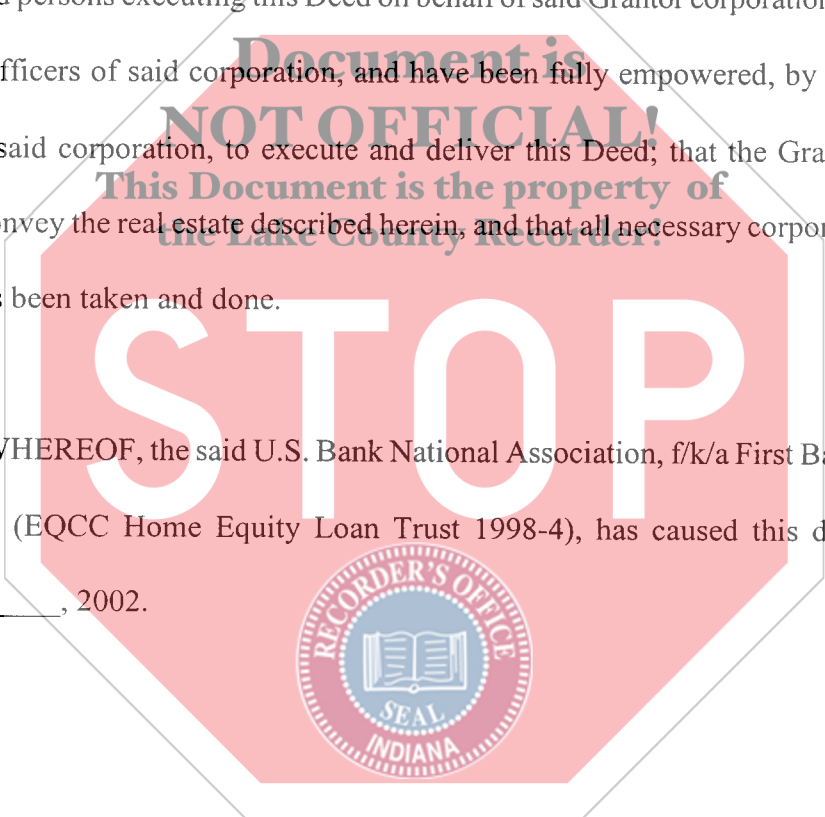 persons executing this Deed on behalf of said Grantor corporation
Document is
fficers of said corporation, and have been fully empowered, by
NOT OFFICIAL!
said corporation, to execute and deliver this Deed; that the Gra
This Document is the property of
nvey the real estate described herein, and that all necessary corpor
the Lake County Recorder!
s been taken and done.
STOP
WHEREOF, the said U.S. Bank National Association, f/k/a First Ba
(EQCC Home Equity Loan Trust 1998-4), has caused this d
_____, 2002.
RECORDER'S OFFICE
SEAL
INDIANA